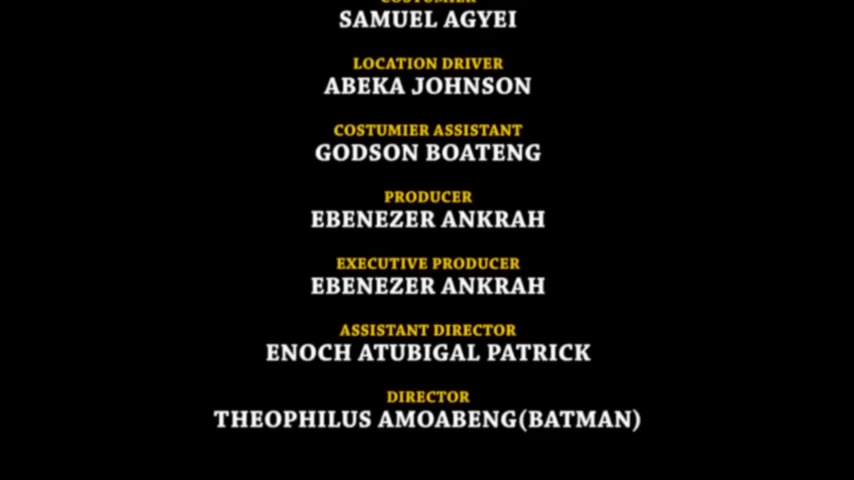 COSTUMIER
SAMUEL AGYEI
LOCATION DRIVER
ABEKA JOHNSON
COSTUMIER ASSISTANT
GODSON BOATENG
PRODUCER
EBENEZER ANKRAH
EXECUTIVE PRODUCER
EBENEZER ANKRAH
ASSISTANT DIRECTOR
ENOCH ATUBIGAL PATRICK
DIRECTOR
THEOPHILUS AMOABENG(BATMAN)